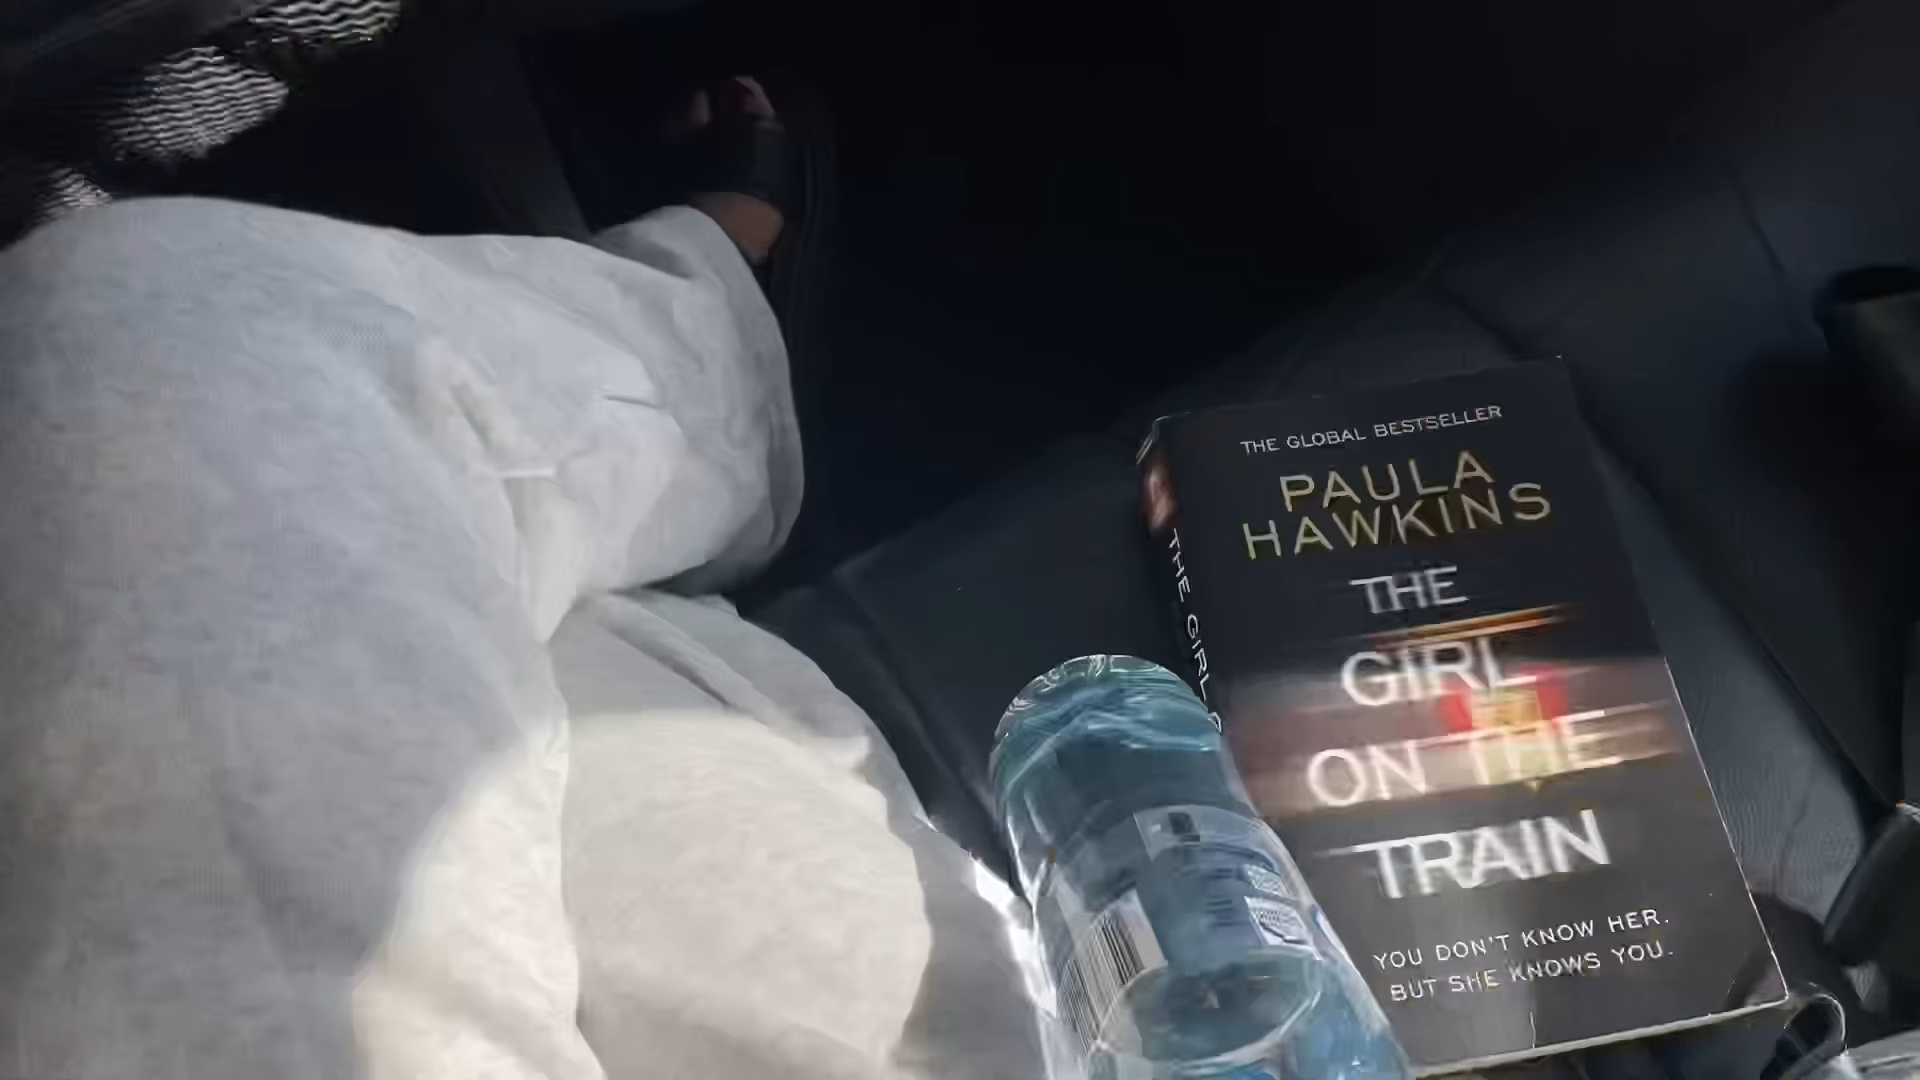 THE GLOBAL BESTSELLER
PAULA
HAWKINS
THE
GIRL
ON THE
TRAIN
YOU DON'T KNOW HER.
BUT SHE KNOWS YOU.
THE GIRL